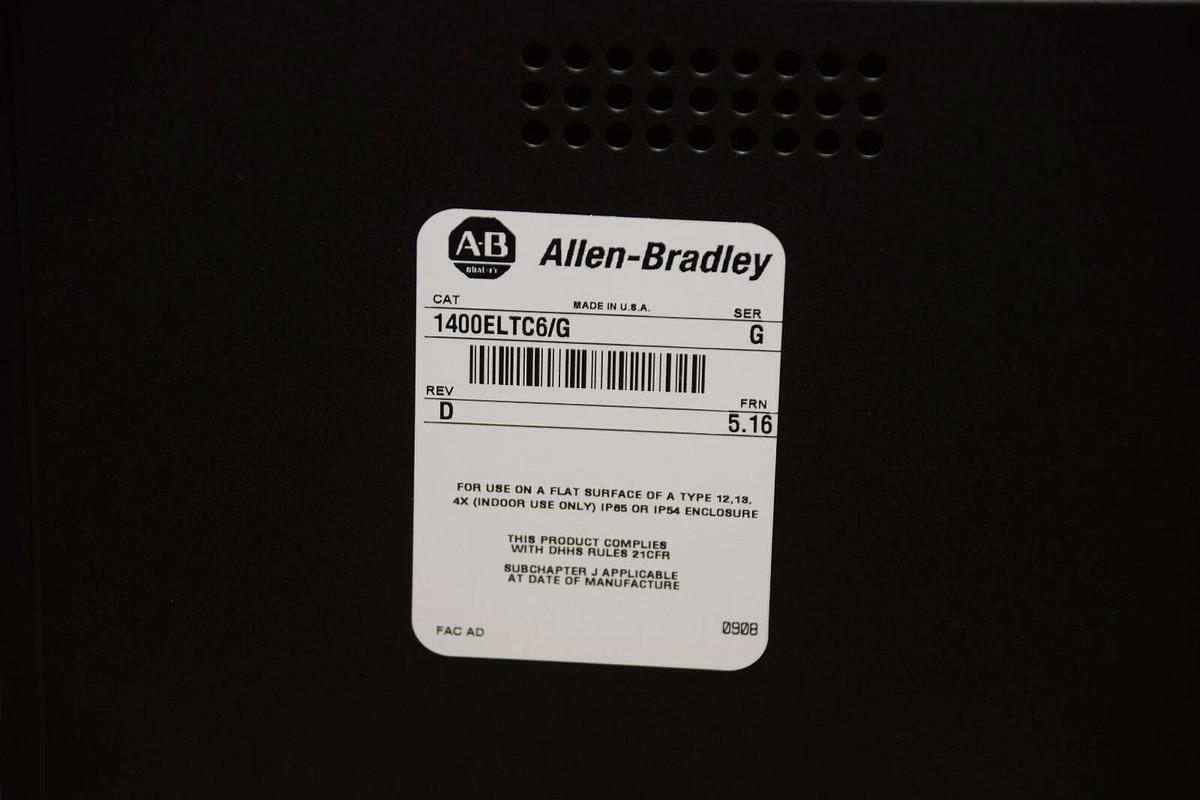 A·B
QUALITY
Allen-Bradley
CAT MADE IN U.S.A. SER
1400ELTC6/G G
REV FRN
D 5.16
FOR USE ON A FLAT SURFACE OF A TYPE 12,13,
4X (INDOOR USE ONLY) IP65 OR IP54 ENCLOSURE
THIS PRODUCT COMPLIES
WITH DHHS RULES 21CFR
SUBCHAPTER J APPLICABLE
AT DATE OF MANUFACTURE
FAC AD 0908